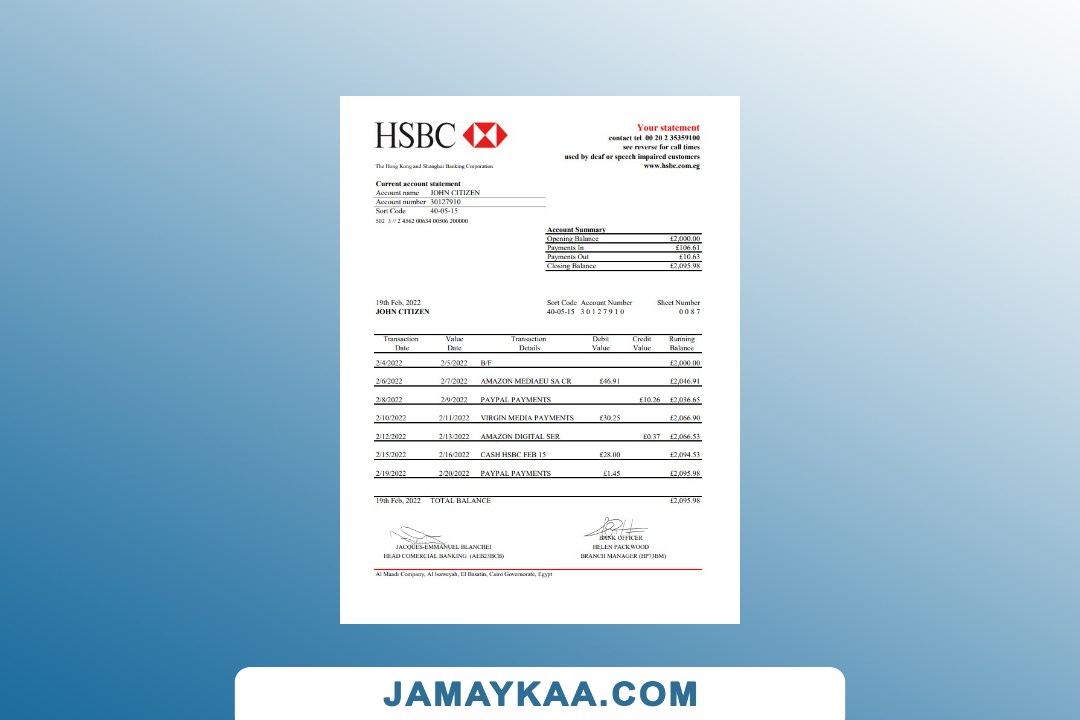 HSBC
The Hong Kong and Shanghai Banking Corporation
Your statement
contact tel 00 20 2 35359100
see reverse for call times
used by deaf or speech impaired customers
www.hsbc.com.eg
Current account statement
Account name JOHN CITIZEN
Account number 30127910
Sort Code 40-05-15
2 4562 00634 00506 200000
Account Summary
Opening Balance £2,000.00
Payments In £106.61
Payments Out £10.63
Closing Balance £2,095.98
19th Feb, 2022 Sort Code Account Number Sheet Number
JOHN CITIZEN 40-05-15 3 0 1 2 7 9 1 0 0 0 8 7
Transaction Value Transaction Debit Credit Running
Date Date Details Value Value Balance
2/4/2022 2/5/2022 B/F £2,000.00
2/6/2022 2/7/2022 AMAZON MEDIAEU SA CR £46.91 £2,046.91
2/8/2022 2/9/2022 PAYPAL PAYMENTS £10.26 £2,036.65
2/10/2022 2/11/2022 VIRGIN MEDIA PAYMENTS £30.25 £2,066.90
2/12/2022 2/13/2022 AMAZON DIGITAL SER £0.37 £2,066.53
2/15/2022 2/16/2022 CASH HSBC FEB 15 £28.00 £2,094.53
2/19/2022 2/20/2022 PAYPAL PAYMENTS £1.45 £2,095.98
19th Feb, 2022 TOTAL BALANCE £2,095.98
BANK OFFICER
JACQUES-EMMANUEL BLANCHEI HELEN PACKWOOD
HEAD COMERCIAL BANKING (AEB23BCB) BRANCH MANAGER (HP73BM)
Al Maadi Company, Al Isaweyah, El Basatin, Cairo Governorate, Egypt
JAMAYKAA.COM